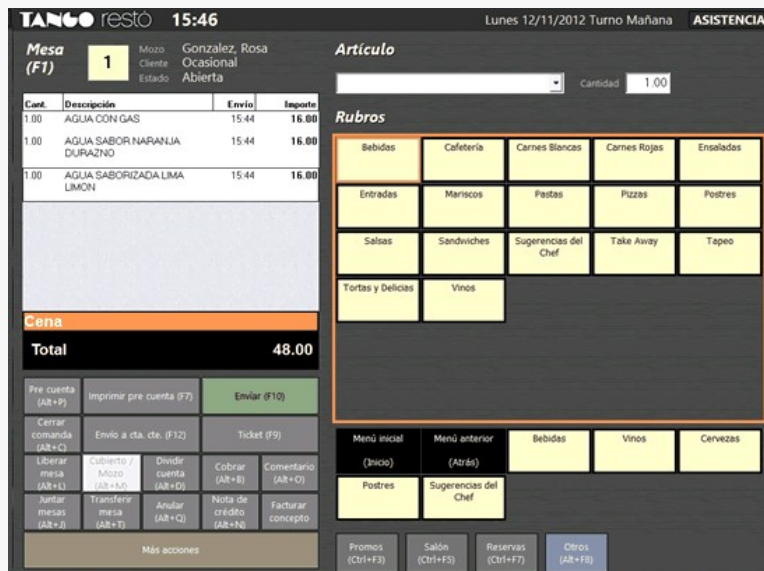 TANGO restó 15:46 Lunes 12/11/2012 Turno Mañana ASISTENCIA
Mesa (F1)
1
Mozo Gonzalez, Rosa
Cliente Ocasional
Estado Abierta
Cant. Descripción Envío Importe
1.00 AGUA CON GAS 15:44 16.00
1.00 AGUA SABOR NARANJA 15:44 16.00
DURAZNO
1.00 AGUA SABORIZADA LIMA 15:44 16.00
LIMON
Cena
Total 48.00
Pre cuenta
(Alt+P)
Imprimir pre cuenta (F7)
Envíar (F10)
Cerrar
comanda
(Alt+C)
Envío a cta. cte. (F12)
Ticket (F9)
Liberar
mesa
(Alt+L)
Cubierto /
Mozo
(Alt+M)
Dividir
cuenta
(Alt+D)
Cobrar
(Alt+B)
Comentario
(Alt+O)
Juntar
mesas
(Alt+J)
Transferir
mesa
(Alt+T)
Anular
(Alt+Q)
Nota de
crédito
(Alt+N)
Facturar
concepto
Más acciones
Artículo
Cantidad 1.00
Rubros
Bebidas
Cafetería
Carnes Blancas
Carnes Rojas
Ensaladas
Entradas
Mariscos
Pastas
Pizzas
Postres
Salsas
Sandwiches
Sugerencias del
Chef
Take Away
Tapeo
Tortas y Delicias
Vinos
Menú inicial
(Inicio)
Menú anterior
(Atrás)
Bebidas
Vinos
Cervezas
Postres
Sugerencias del
Chef
Promos
(Ctrl+F3)
Salón
(Ctrl+F5)
Reservas
(Ctrl+F7)
Otros
(Alt+F8)